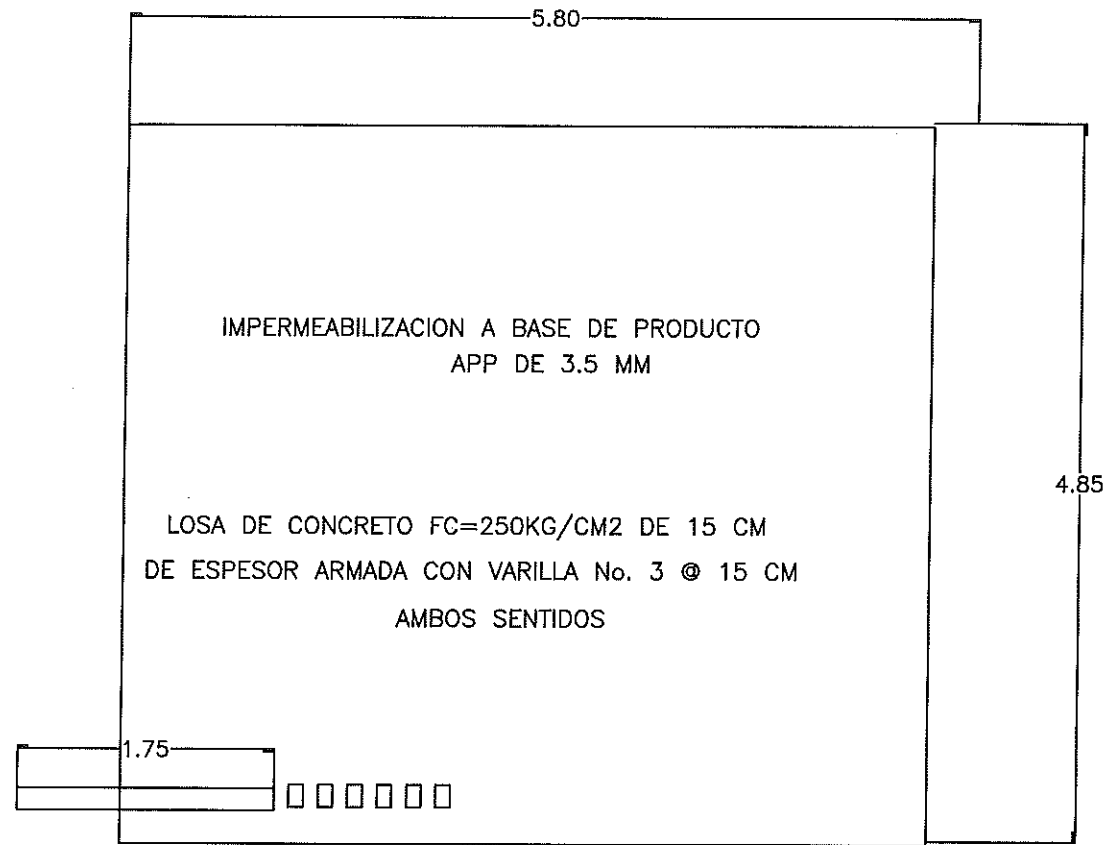 5.80
IMPERMEABILIZACION A BASE DE PRODUCTO
APP DE 3.5 MM
4.85
LOSA DE CONCRETO FC=250KG/CM2 DE 15 CM
DE ESPESOR ARMADA CON VARILLA No. 3 @ 15 CM
AMBOS SENTIDOS
1.75